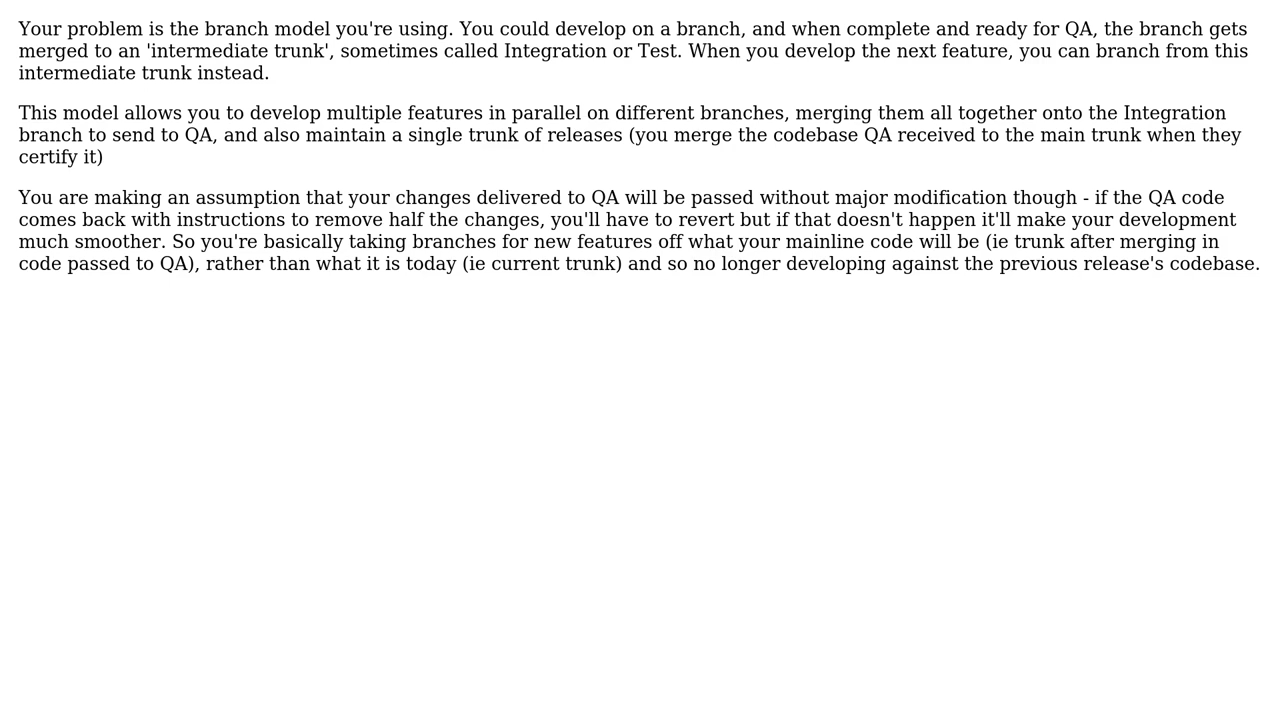 Your problem is the branch model you're using. You could develop on a branch, and when complete and ready for QA, the branch gets
merged to an 'intermediate trunk', sometimes called Integration or Test. When you develop the next feature, you can branch from this
intermediate trunk instead.
This model allows you to develop multiple features in parallel on different branches, merging them all together onto the Integration
branch to send to QA, and also maintain a single trunk of releases (you merge the codebase QA received to the main trunk when they
certify it)
You are making an assumption that your changes delivered to QA will be passed without major modification though - if the QA code
comes back with instructions to remove half the changes, you'll have to revert but if that doesn't happen it'll make your development
much smoother. So you're basically taking branches for new features off what your mainline code will be (ie trunk after merging in
code passed to QA), rather than what it is today (ie current trunk) and so no longer developing against the previous release's codebase.